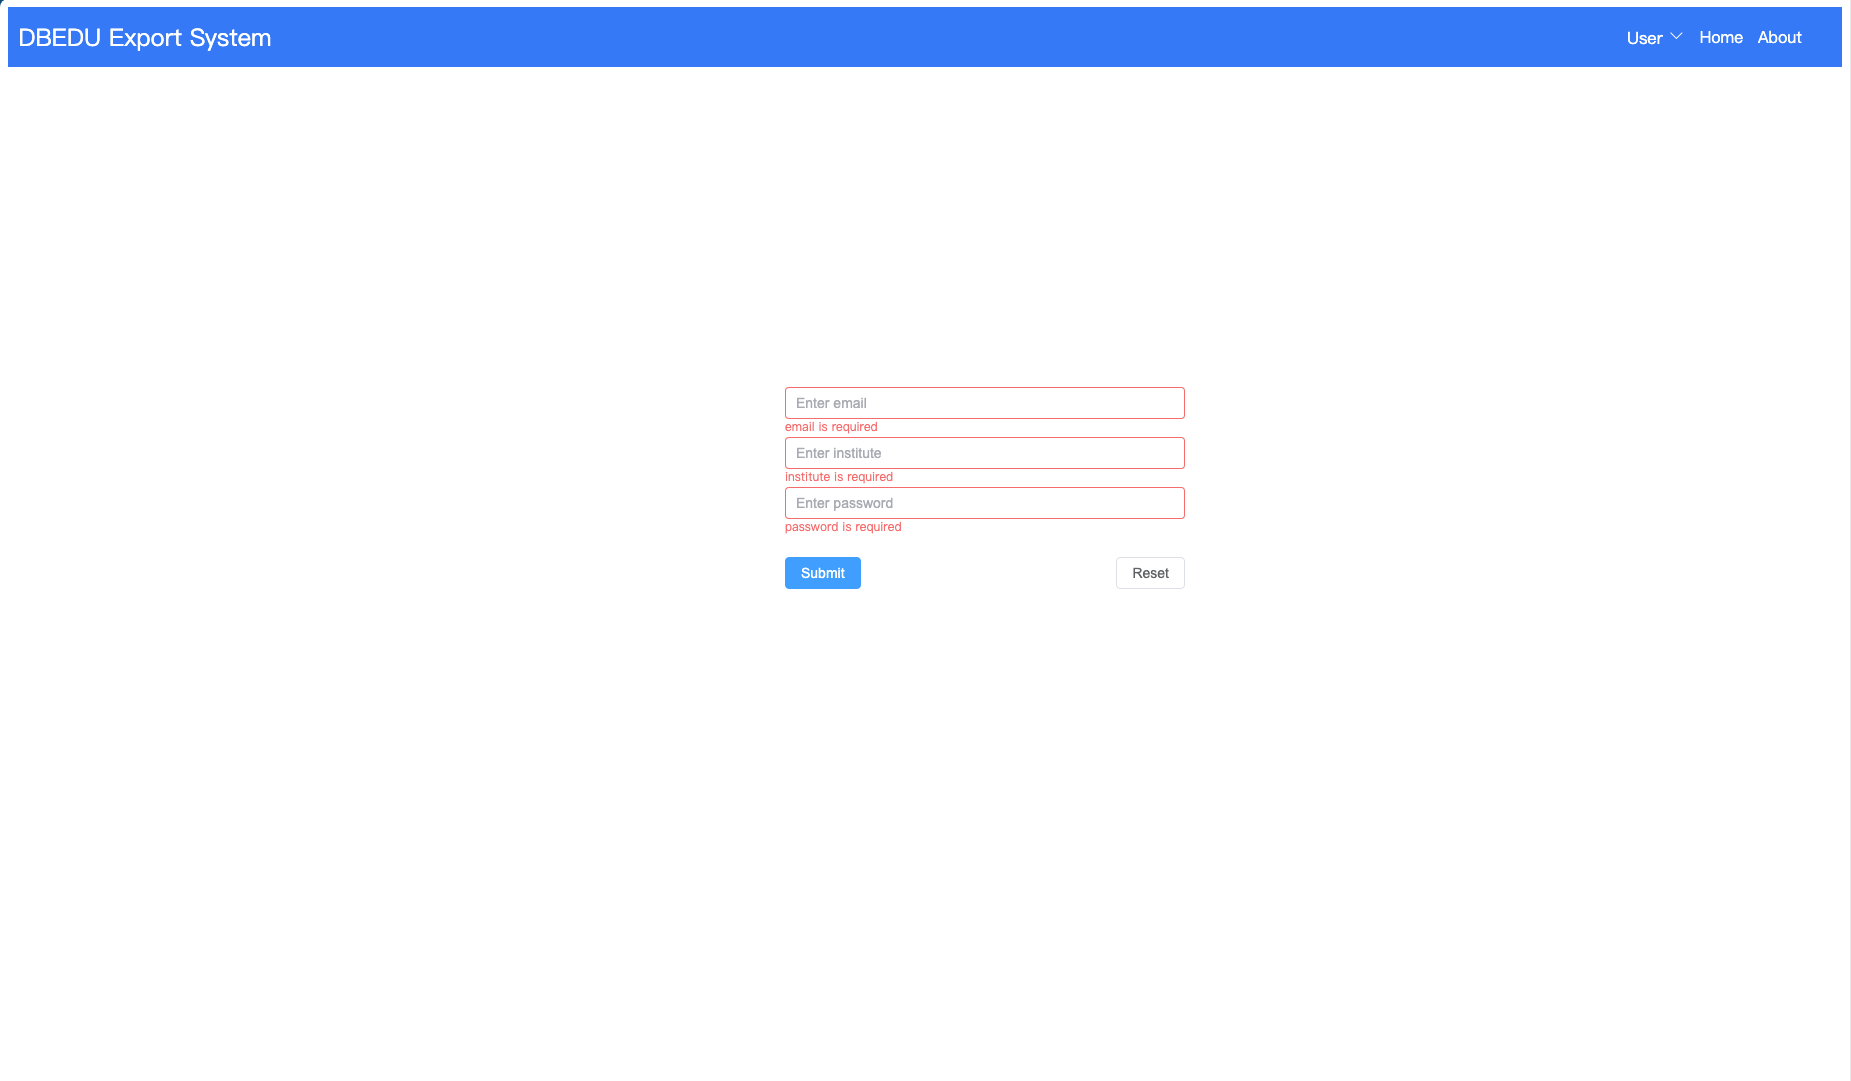 DBEDU Export System
User Home About
Enter email
email is required
Enter institute
institute is required
Enter password
password is required
Submit Reset